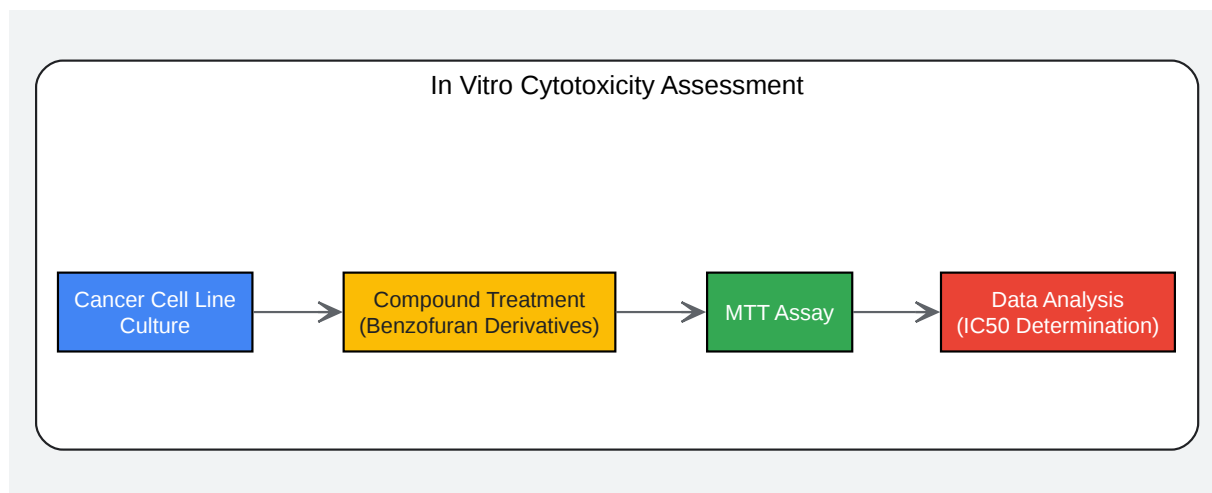 In Vitro Cytotoxicity Assessment
Cancer Cell Line
Culture
Compound Treatment
(Benzofuran Derivatives)
MTT Assay
Data Analysis
(IC50 Determination)